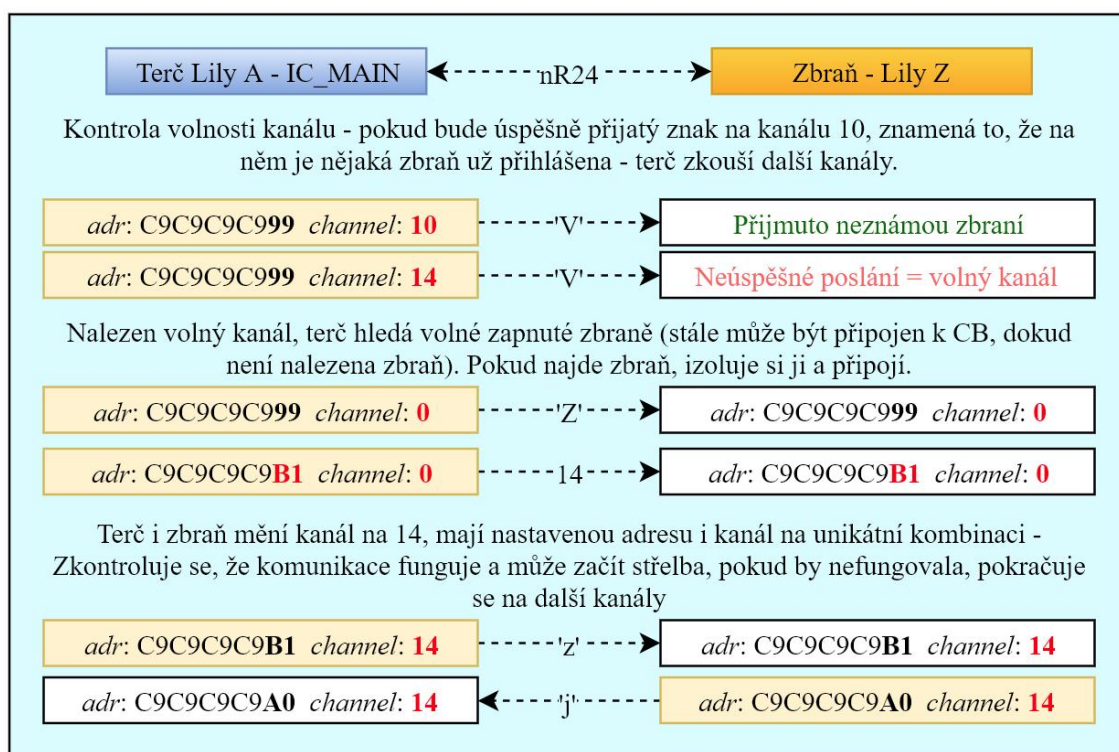 Terč Lily A - IC_MAIN nR24 Zbraň - Lily Z
Kontrola volnosti kanálu - pokud bude úspěšně přijatý znak na kanálu 10, znamená to, že na
něm je nějaká zbraň už přihlášena - terč zkouší další kanály.
adr: C9C9C9C999 channel: 10 'V' Přijmuto neznámou zbraní
adr: C9C9C9C999 channel: 14 'V' Neúspěšné poslání = volný kanál
Nalezen volný kanál, terč hledá volné zapnuté zbraně (stále může být připojen k CB, dokud
není nalezena zbraň). Pokud najde zbraň, izoluje si ji a připojí.
adr: C9C9C9C999 channel: 0 'Z' adr: C9C9C9C999 channel: 0
adr: C9C9C9C9B1 channel: 0 14 adr: C9C9C9C9B1 channel: 0
Terč i zbraň mění kanál na 14, mají nastavenou adresu i kanál na unikátní kombinaci -
Zkontroluje se, že komunikace funguje a může začít střelba, pokud by nefungovala, pokračuje
se na další kanály
adr: C9C9C9C9B1 channel: 14 'z' adr: C9C9C9C9B1 channel: 14
adr: C9C9C9C9A0 channel: 14 'j' adr: C9C9C9C9A0 channel: 14